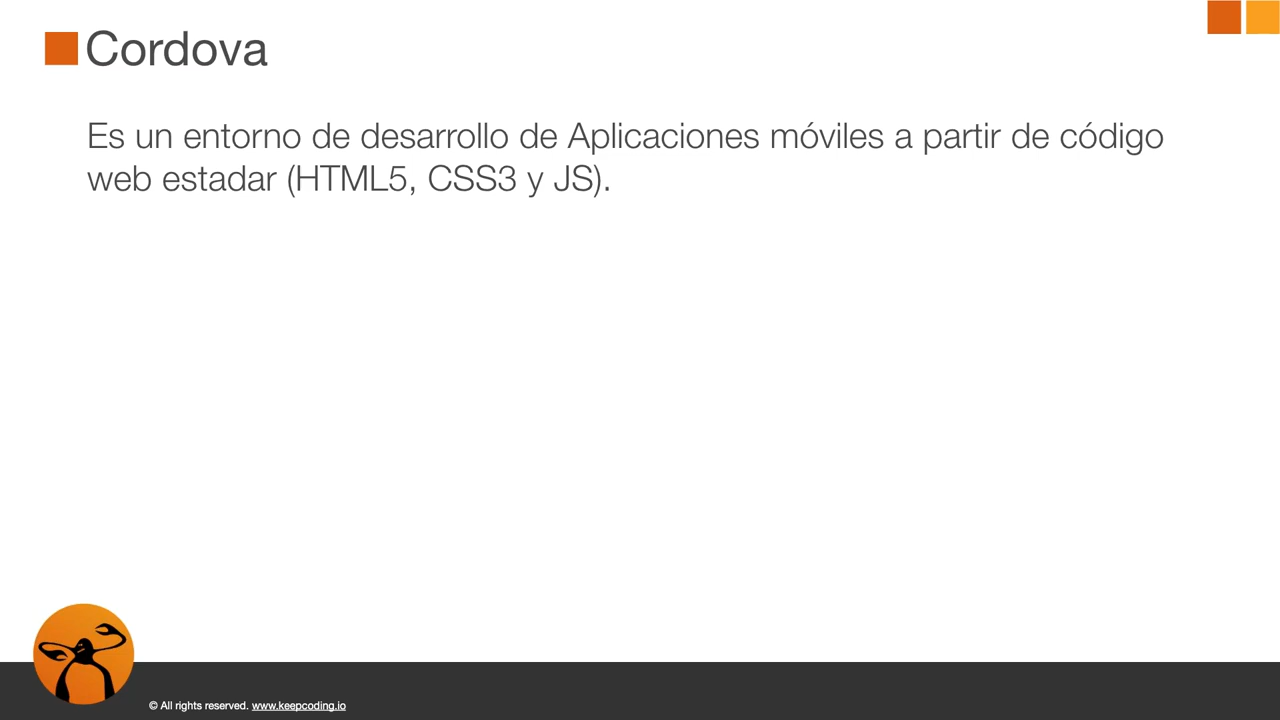 Cordova
Es un entorno de desarrollo de Aplicaciones móviles a partir de código
web estadar (HTML5, CSS3 y JS).
© All rights reserved. www.keepcoding.io